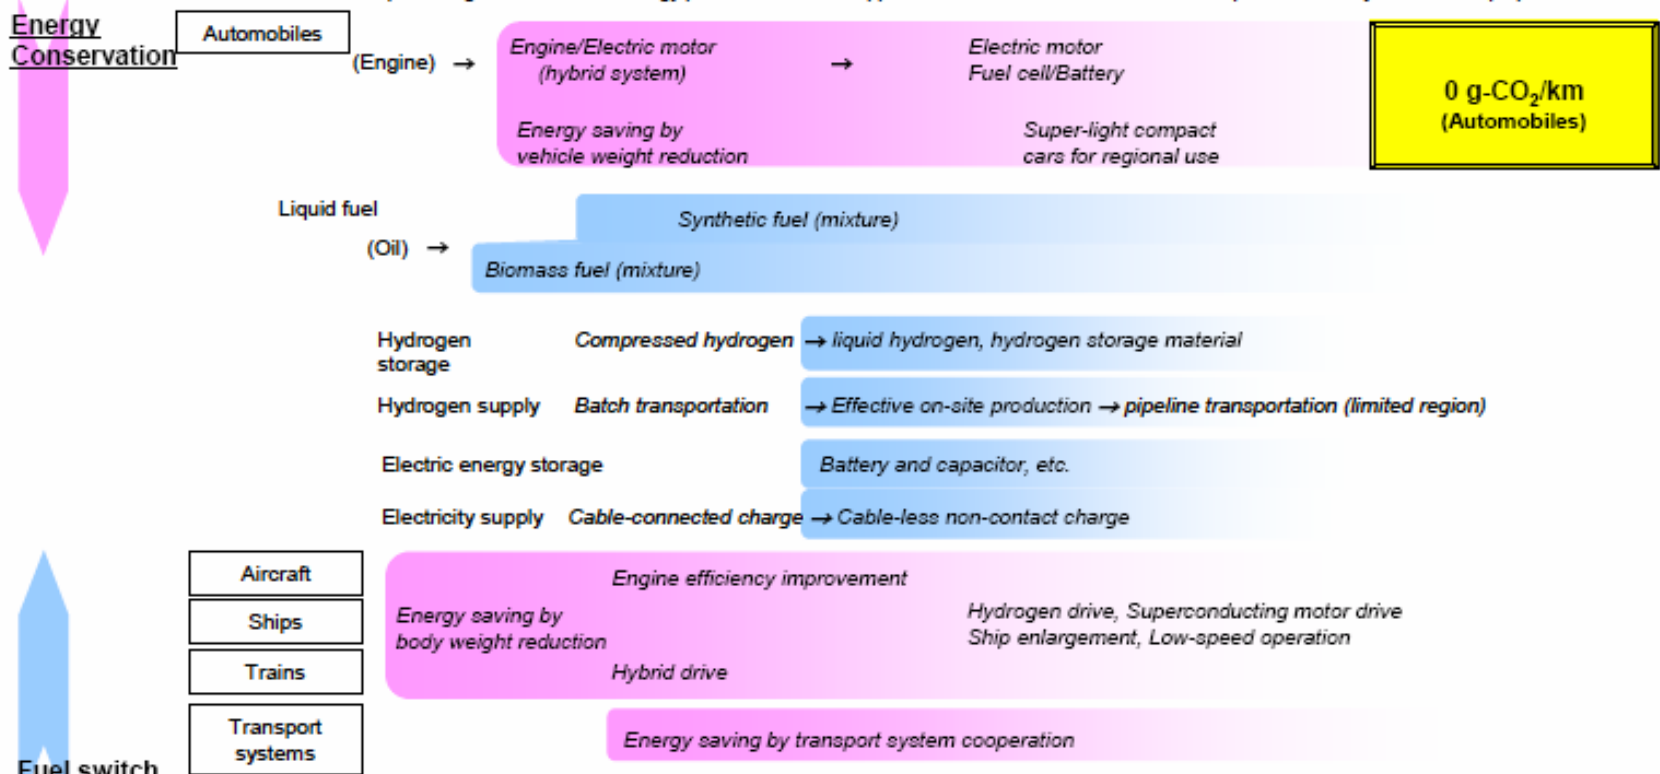 Energy
Conservation
Automobiles
(Engine) →
Engine/Electric motor
(hybrid system)
→
Electric motor
Fuel cell/Battery
Energy saving by
vehicle weight reduction
Super-light compact
cars for regional use
0 g-CO₂/km
(Automobiles)
Liquid fuel
(Oil) →
Synthetic fuel (mixture)
Biomass fuel (mixture)
Hydrogen
storage
Compressed hydrogen → liquid hydrogen, hydrogen storage material
Hydrogen supply Batch transportation → Effective on-site production → pipeline transportation (limited region)
Electric energy storage Battery and capacitor, etc.
Electricity supply Cable-connected charge → Cable-less non-contact charge
Aircraft
Ships
Trains
Engine efficiency improvement
Energy saving by
body weight reduction
Hydrogen drive, Superconducting motor drive
Ship enlargement, Low-speed operation
Hybrid drive
Transport
systems
Energy saving by transport system cooperation
Fuel switch